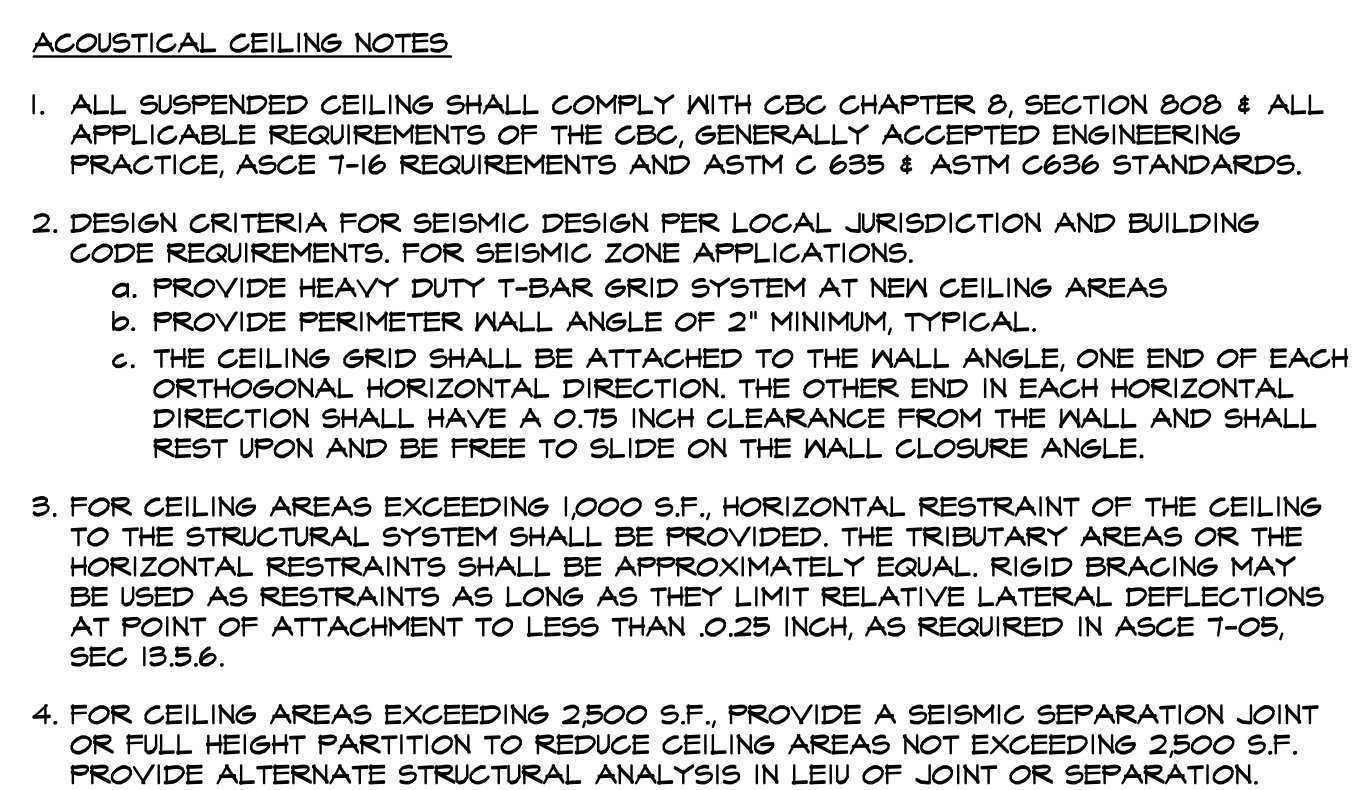 ACOUSTICAL CEILING NOTES
1. ALL SUSPENDED CEILING SHALL COMPLY WITH CBC CHAPTER 8, SECTION 808 & ALL
APPLICABLE REQUIREMENTS OF THE CBC, GENERALLY ACCEPTED ENGINEERING
PRACTICE, ASCE 7-16 REQUIREMENTS AND ASTM C 635 & ASTM C636 STANDARDS.
2. DESIGN CRITERIA FOR SEISMIC DESIGN PER LOCAL JURISDICTION AND BUILDING
CODE REQUIREMENTS. FOR SEISMIC ZONE APPLICATIONS.
a. PROVIDE HEAVY DUTY T-BAR GRID SYSTEM AT NEW CEILING AREAS
b. PROVIDE PERIMETER WALL ANGLE OF 2" MINIMUM, TYPICAL.
c. THE CEILING GRID SHALL BE ATTACHED TO THE WALL ANGLE, ONE END OF EACH
ORTHOGONAL HORIZONTAL DIRECTION. THE OTHER END IN EACH HORIZONTAL
DIRECTION SHALL HAVE A 0.75 INCH CLEARANCE FROM THE WALL AND SHALL
REST UPON AND BE FREE TO SLIDE ON THE WALL CLOSURE ANGLE.
3. FOR CEILING AREAS EXCEEDING 1,000 S.F., HORIZONTAL RESTRAINT OF THE CEILING
TO THE STRUCTURAL SYSTEM SHALL BE PROVIDED. THE TRIBUTARY AREAS OR THE
HORIZONTAL RESTRAINTS SHALL BE APPROXIMATELY EQUAL. RIGID BRACING MAY
BE USED AS RESTRAINTS AS LONG AS THEY LIMIT RELATIVE LATERAL DEFLECTIONS
AT POINT OF ATTACHMENT TO LESS THAN .0.25 INCH, AS REQUIRED IN ASCE 7-05,
SEC 13.5.6.
4. FOR CEILING AREAS EXCEEDING 2,500 S.F., PROVIDE A SEISMIC SEPARATION JOINT
OR FULL HEIGHT PARTITION TO REDUCE CEILING AREAS NOT EXCEEDING 2,500 S.F.
PROVIDE ALTERNATE STRUCTURAL ANALYSIS IN LEIU OF JOINT OR SEPARATION.